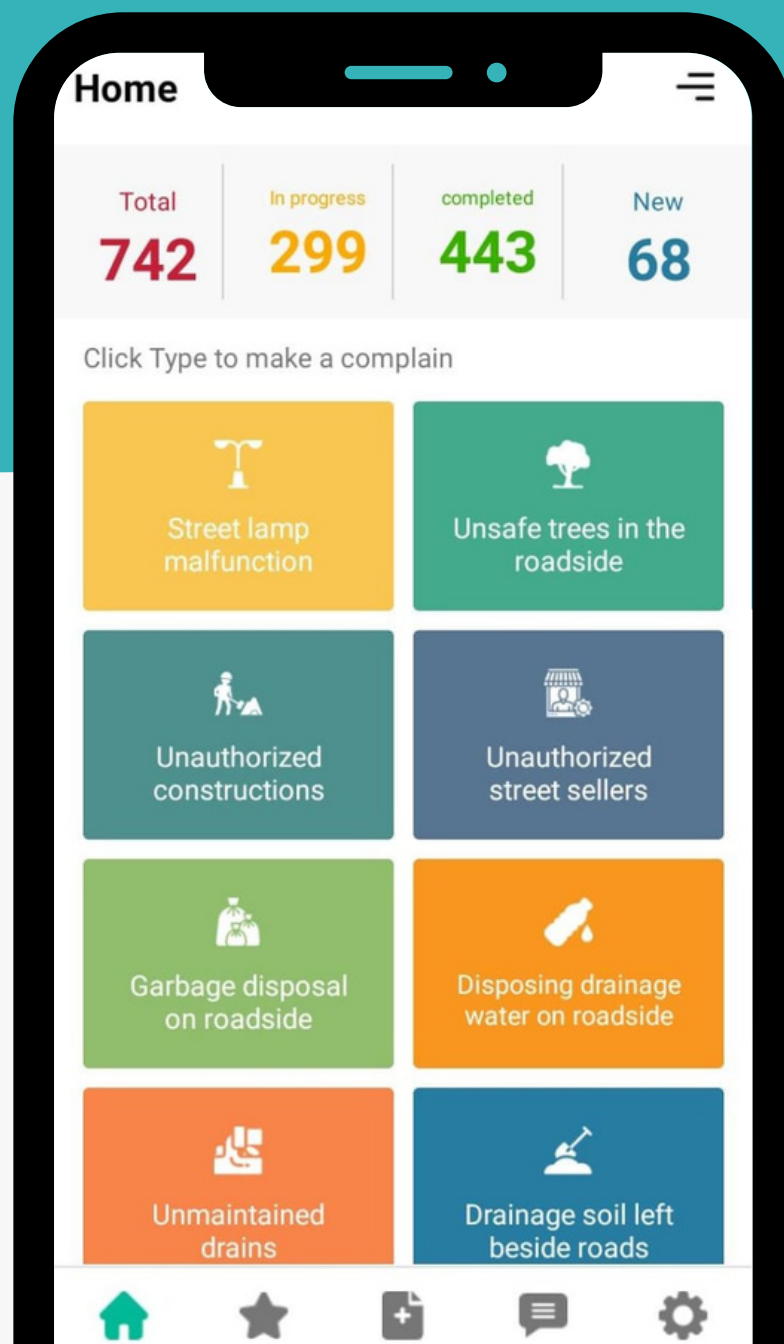 Home
Total
In progress
completed
New
742
299
443
68
Click Type to make a complain
Street lamp
malfunction
Unsafe trees in the
roadside
Unauthorized
constructions
Unauthorized
street sellers
Garbage disposal
on roadside
Disposing drainage
water on roadside
Unmaintained
drains
Drainage soil left
beside roads